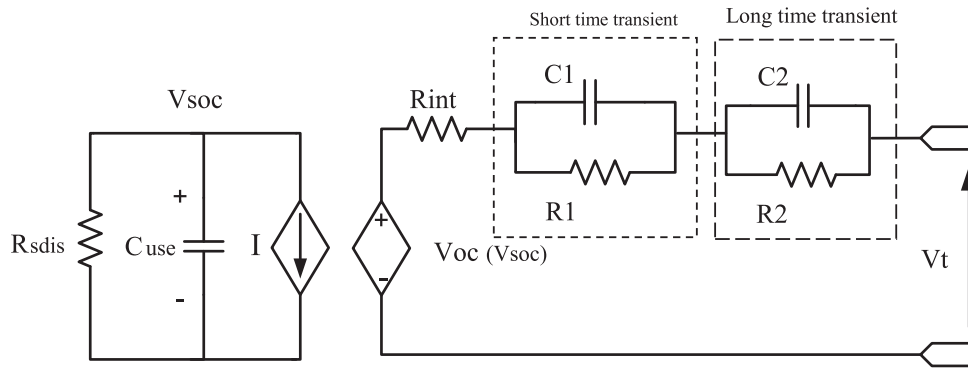 Short time transient
Long time transient
C1
C2
Vsoc
Rint
+
+
Rsdis
Cuse
I
R1
R2
Voc (Vsoc)
Vt
-
-